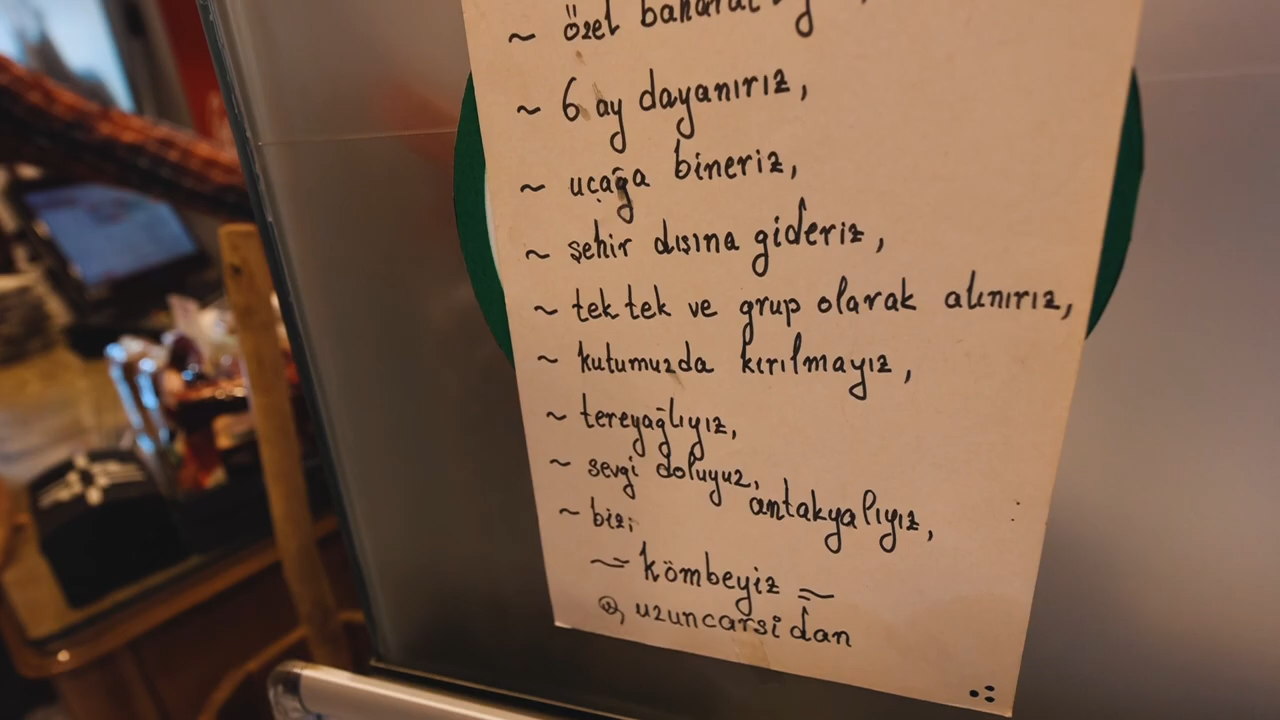 ~ özel baharat
~ 6 ay dayanırız,
~ uçağa bineriz,
~ şehir dışına gideriz,
~ tek tek ve grup olarak alınırız,
~ kutumuzda kırılmayız,
~ tereyağlıyız,
~ sevgi doluyuz,
antakyalıyız,
~ biz;
~ kömbeyiz ~
@ uzuncarsidan